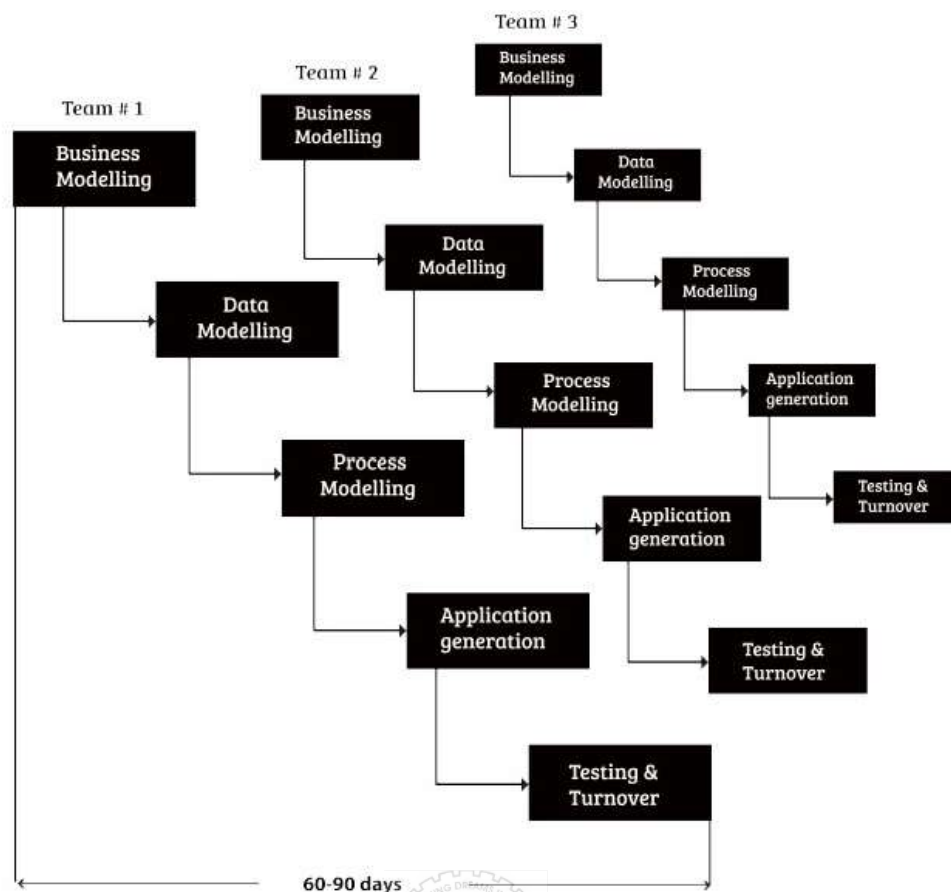 Team # 1
Business
Modelling
Data
Modelling
Process
Modelling
Application
generation
Testing &
Turnover
Team # 2
Business
Modelling
Data
Modelling
Process
Modelling
Application
generation
Testing &
Turnover
Team # 3
Business
Modelling
Data
Modelling
Process
Modelling
Application
generation
Testing &
Turnover
60-90 days